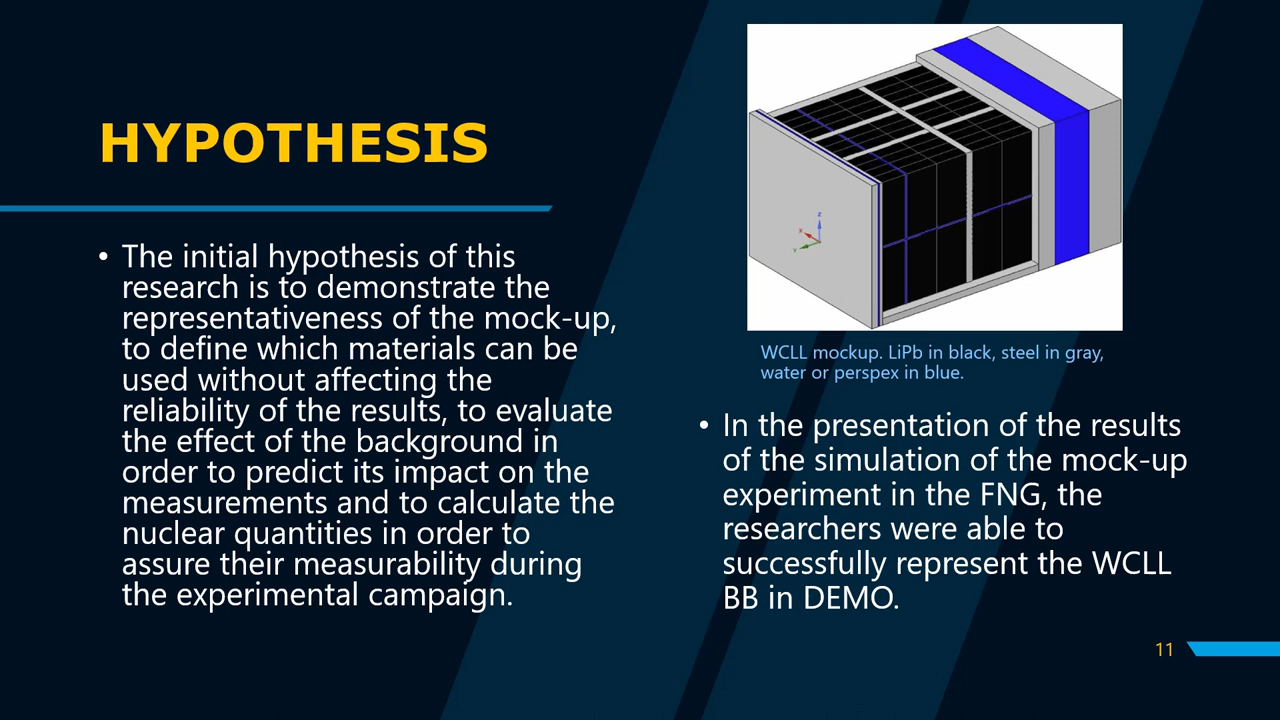 HYPOTHESIS
• The initial hypothesis of this
research is to demonstrate the
representativeness of the mock-up,
to define which materials can be
used without affecting the
reliability of the results, to evaluate
the effect of the background in
order to predict its impact on the
measurements and to calculate the
nuclear quantities in order to
assure their measurability during
the experimental campaign.
Z
X
Y
WCLL mockup. LiPb in black, steel in gray,
water or perspex in blue.
• In the presentation of the results
of the simulation of the mock-up
experiment in the FNG, the
researchers were able to
successfully represent the WCLL
BB in DEMO.
11